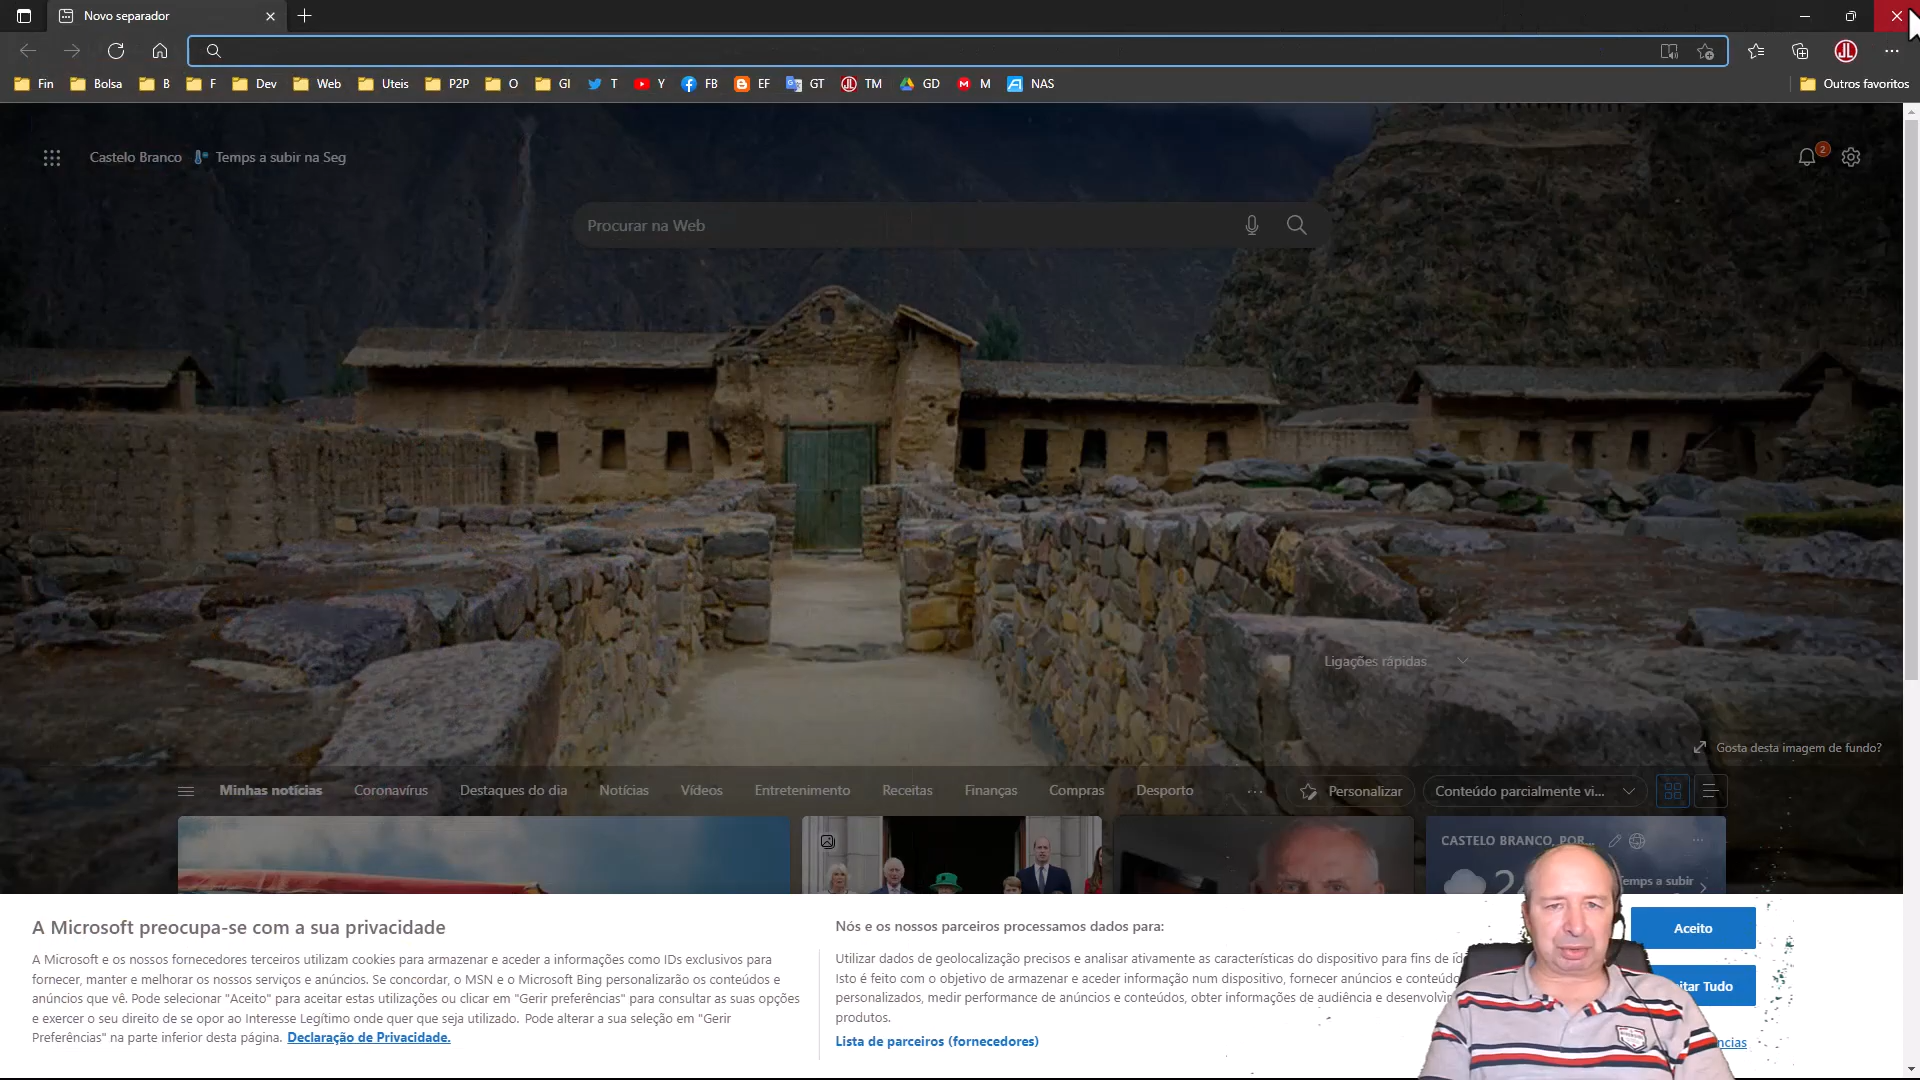 Novo separador
Fin
Bolsa
B
F
Dev
Web
Uteis
P2P
O
GI
T
Y
FB
EF
GT
JL
TM
GD
M
NAS
JL
Outros favoritos
Castelo Branco
Temps a subir na Seg
2
Procurar na Web
Ligações rápidas
Gosta desta imagem de fundo?
Minhas notícias
Coronavírus
Destaques do dia
Notícias
Vídeos
Entretenimento
Receitas
Finanças
Compras
Desporto
Personalizar
Conteúdo parcialmente vi...
CASTELO BRANCO, POR...
Temps a subir
A Microsoft preocupa-se com a sua privacidade
A Microsoft e os nossos fornecedores terceiros utilizam cookies para armazenar e aceder a informações como IDs exclusivos para
fornecer, manter e melhorar os nossos serviços e anúncios. Se concordar, o MSN e o Microsoft Bing personalizarão os conteúdos e
anúncios que vê. Pode selecionar "Aceito" para aceitar estas utilizações ou clicar em "Gerir preferências" para consultar as suas opções
e exercer o seu direito de se opor ao Interesse Legítimo onde quer que seja utilizado. Pode alterar a sua seleção em "Gerir
Preferências" na parte inferior desta página. Declaração de Privacidade.
Nós e os nossos parceiros processamos dados para:
Utilizar dados de geolocalização precisos e analisar ativamente as características do dispositivo para fins de
Isto é feito com o objetivo de armazenar e aceder informação num dispositivo, fornecer anúncios e
personalizados, medir performance de anúncios e conteúdos, obter informações de audiência e
produtos.
Lista de parceiros (fornecedores)
Aceito
itar Tudo
ncias